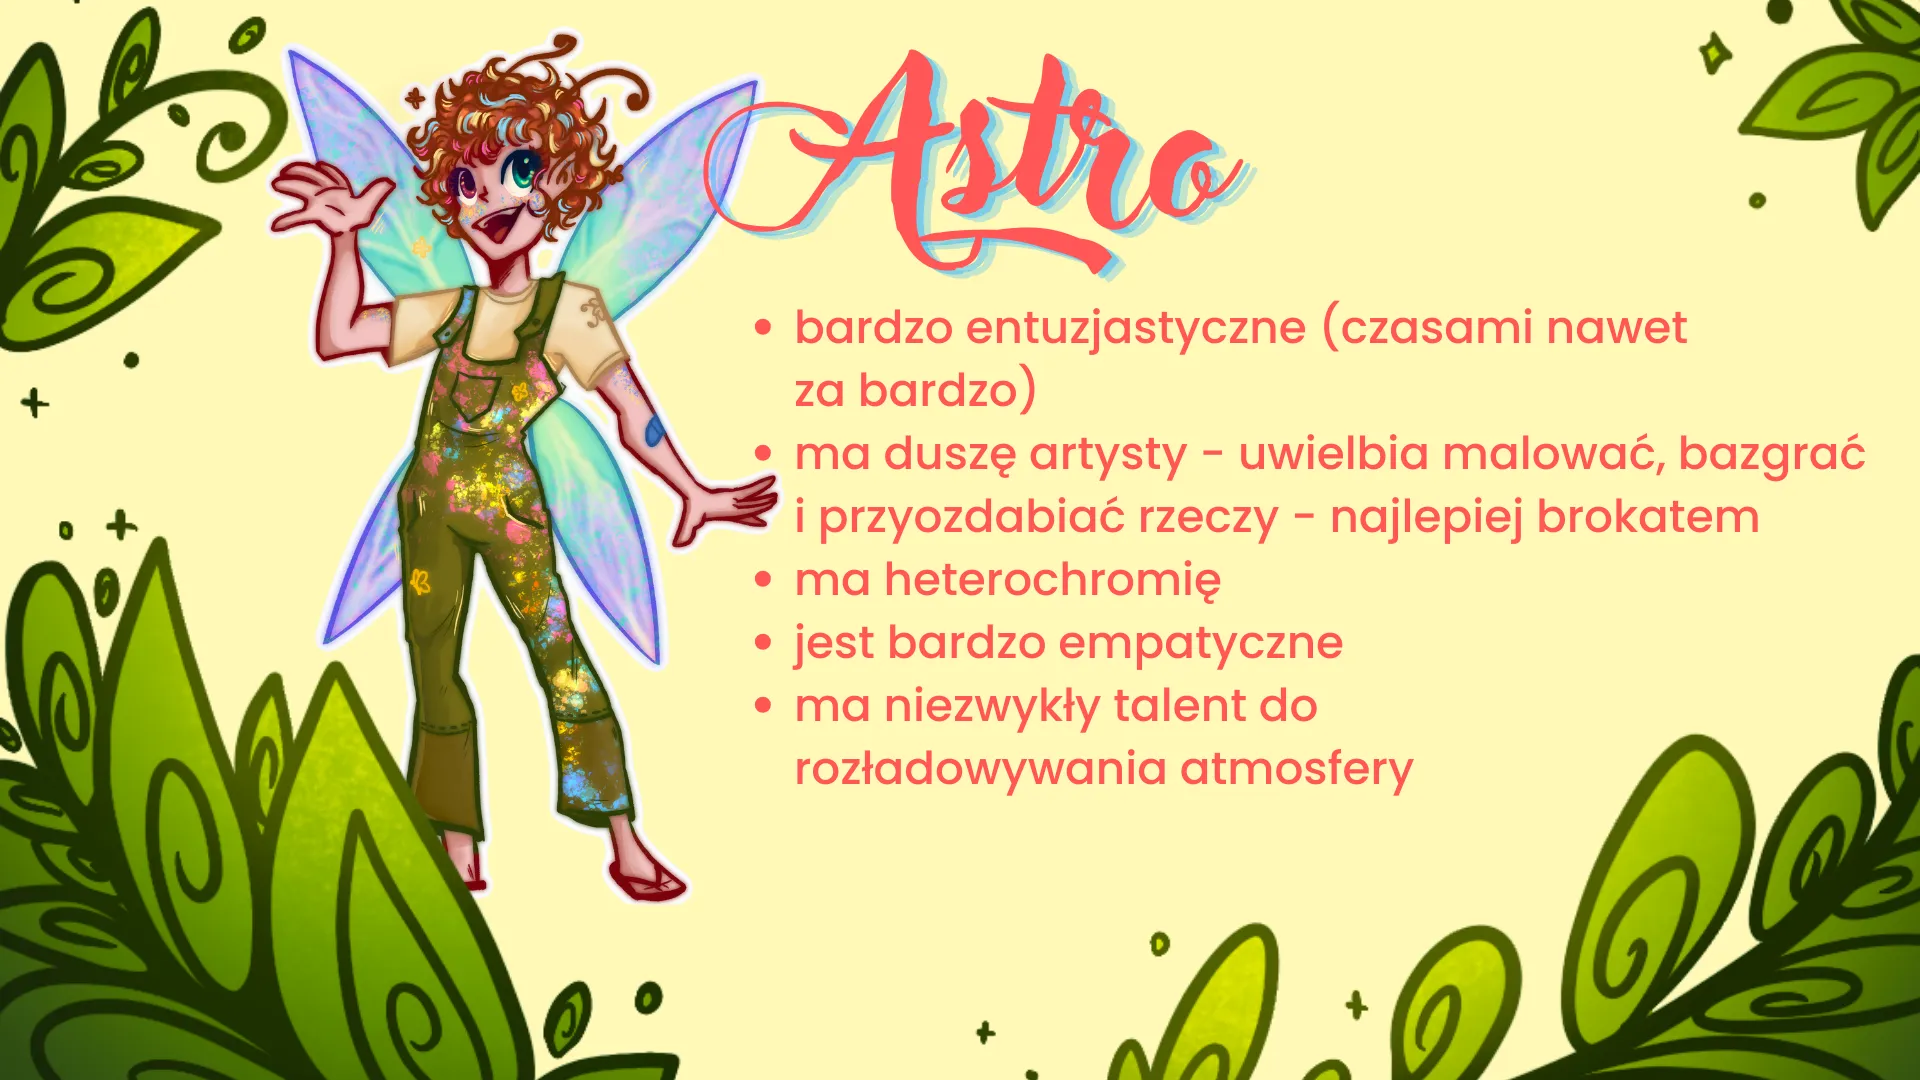 Astro
• bardzo entuzjastyczne (czasami nawet
za bardzo)
• ma duszę artysty - uwielbia malować, bazgrać
i przyozdabiać rzeczy - najlepiej brokatem
• ma heterochromię
• jest bardzo empatyczne
• ma niezwykły talent do
rozładowywania atmosfery